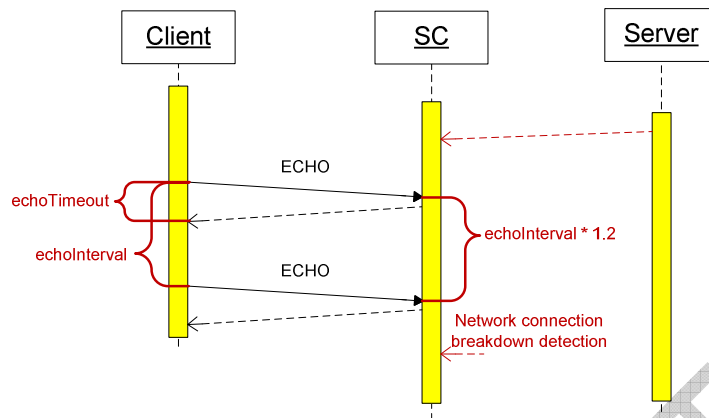 Client
SC
Server
ECHO
echoTimeout
echoInterval * 1.2
echoInterval
ECHO
Network connection
breakdown detection